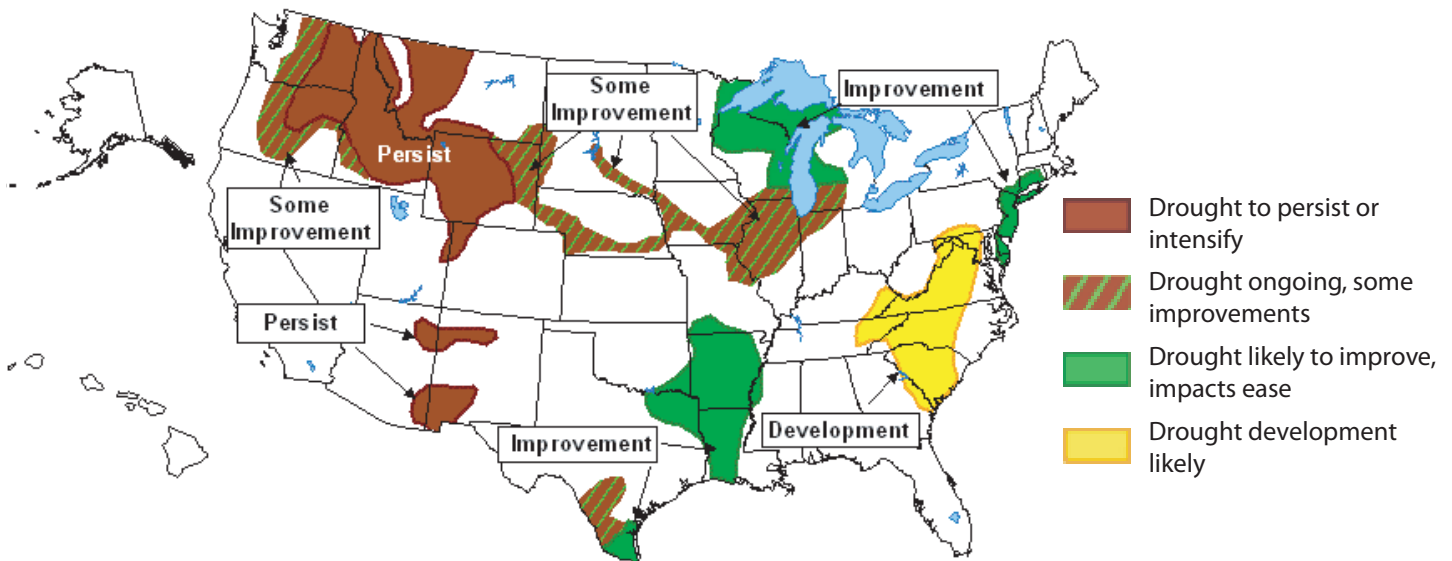 Some
Improvement
Improvement
Persist
Some
Improvement
Persist
Improvement
Development
Drought to persist or
intensify
Drought ongoing, some
improvements
Drought likely to improve,
impacts ease
Drought development
likely